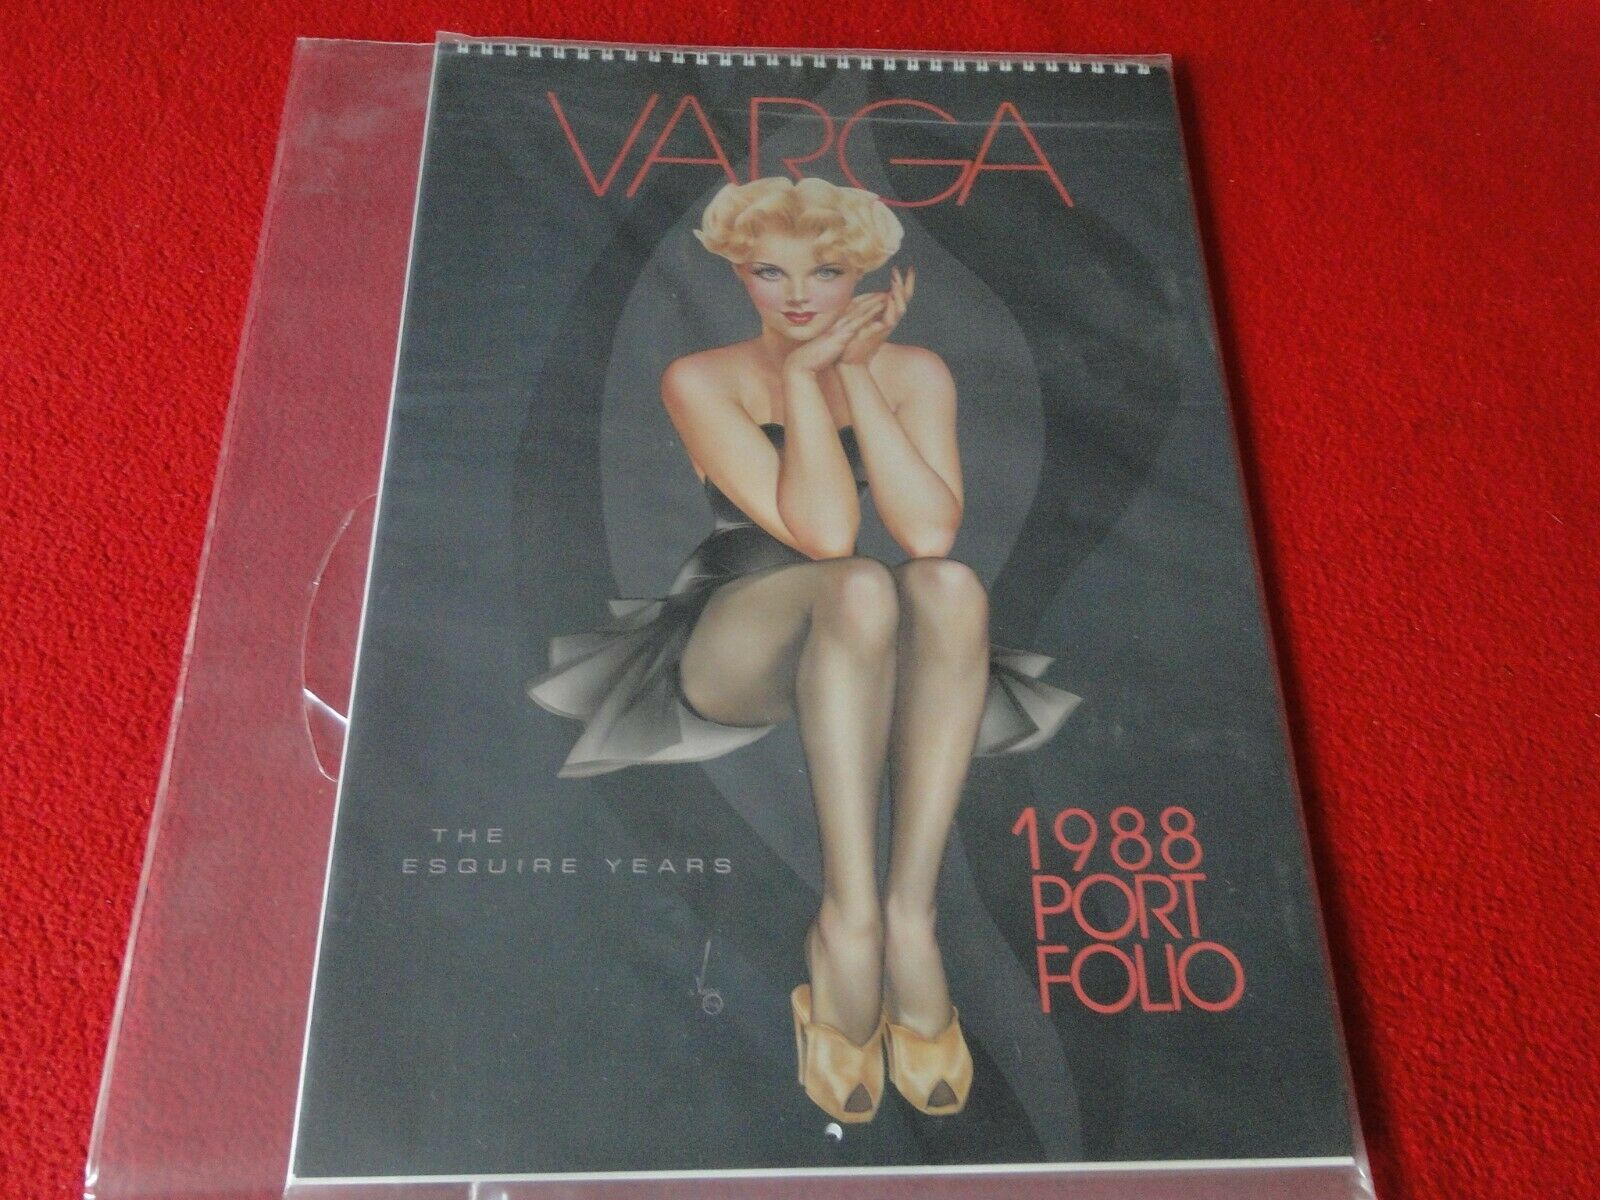 VARGA
THE
ESQUIRE YEARS
1988
PORT
FOLIO